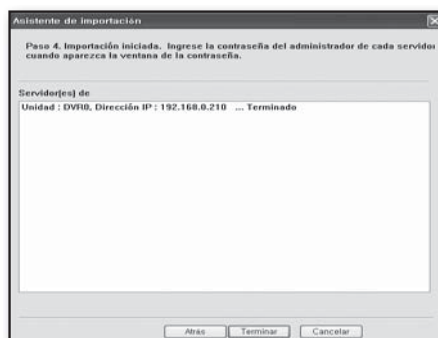 Asistente de importación
Paso 4. Importación iniciada. Ingrese la contraseña del administrador de cada servidor
cuando aparezca la ventana de la contraseña.
Servidor(es) de
Unidad : DVR0, Dirección IP : 192.168.0.210 ... Terminado
Atrás
Terminar
Cancelar